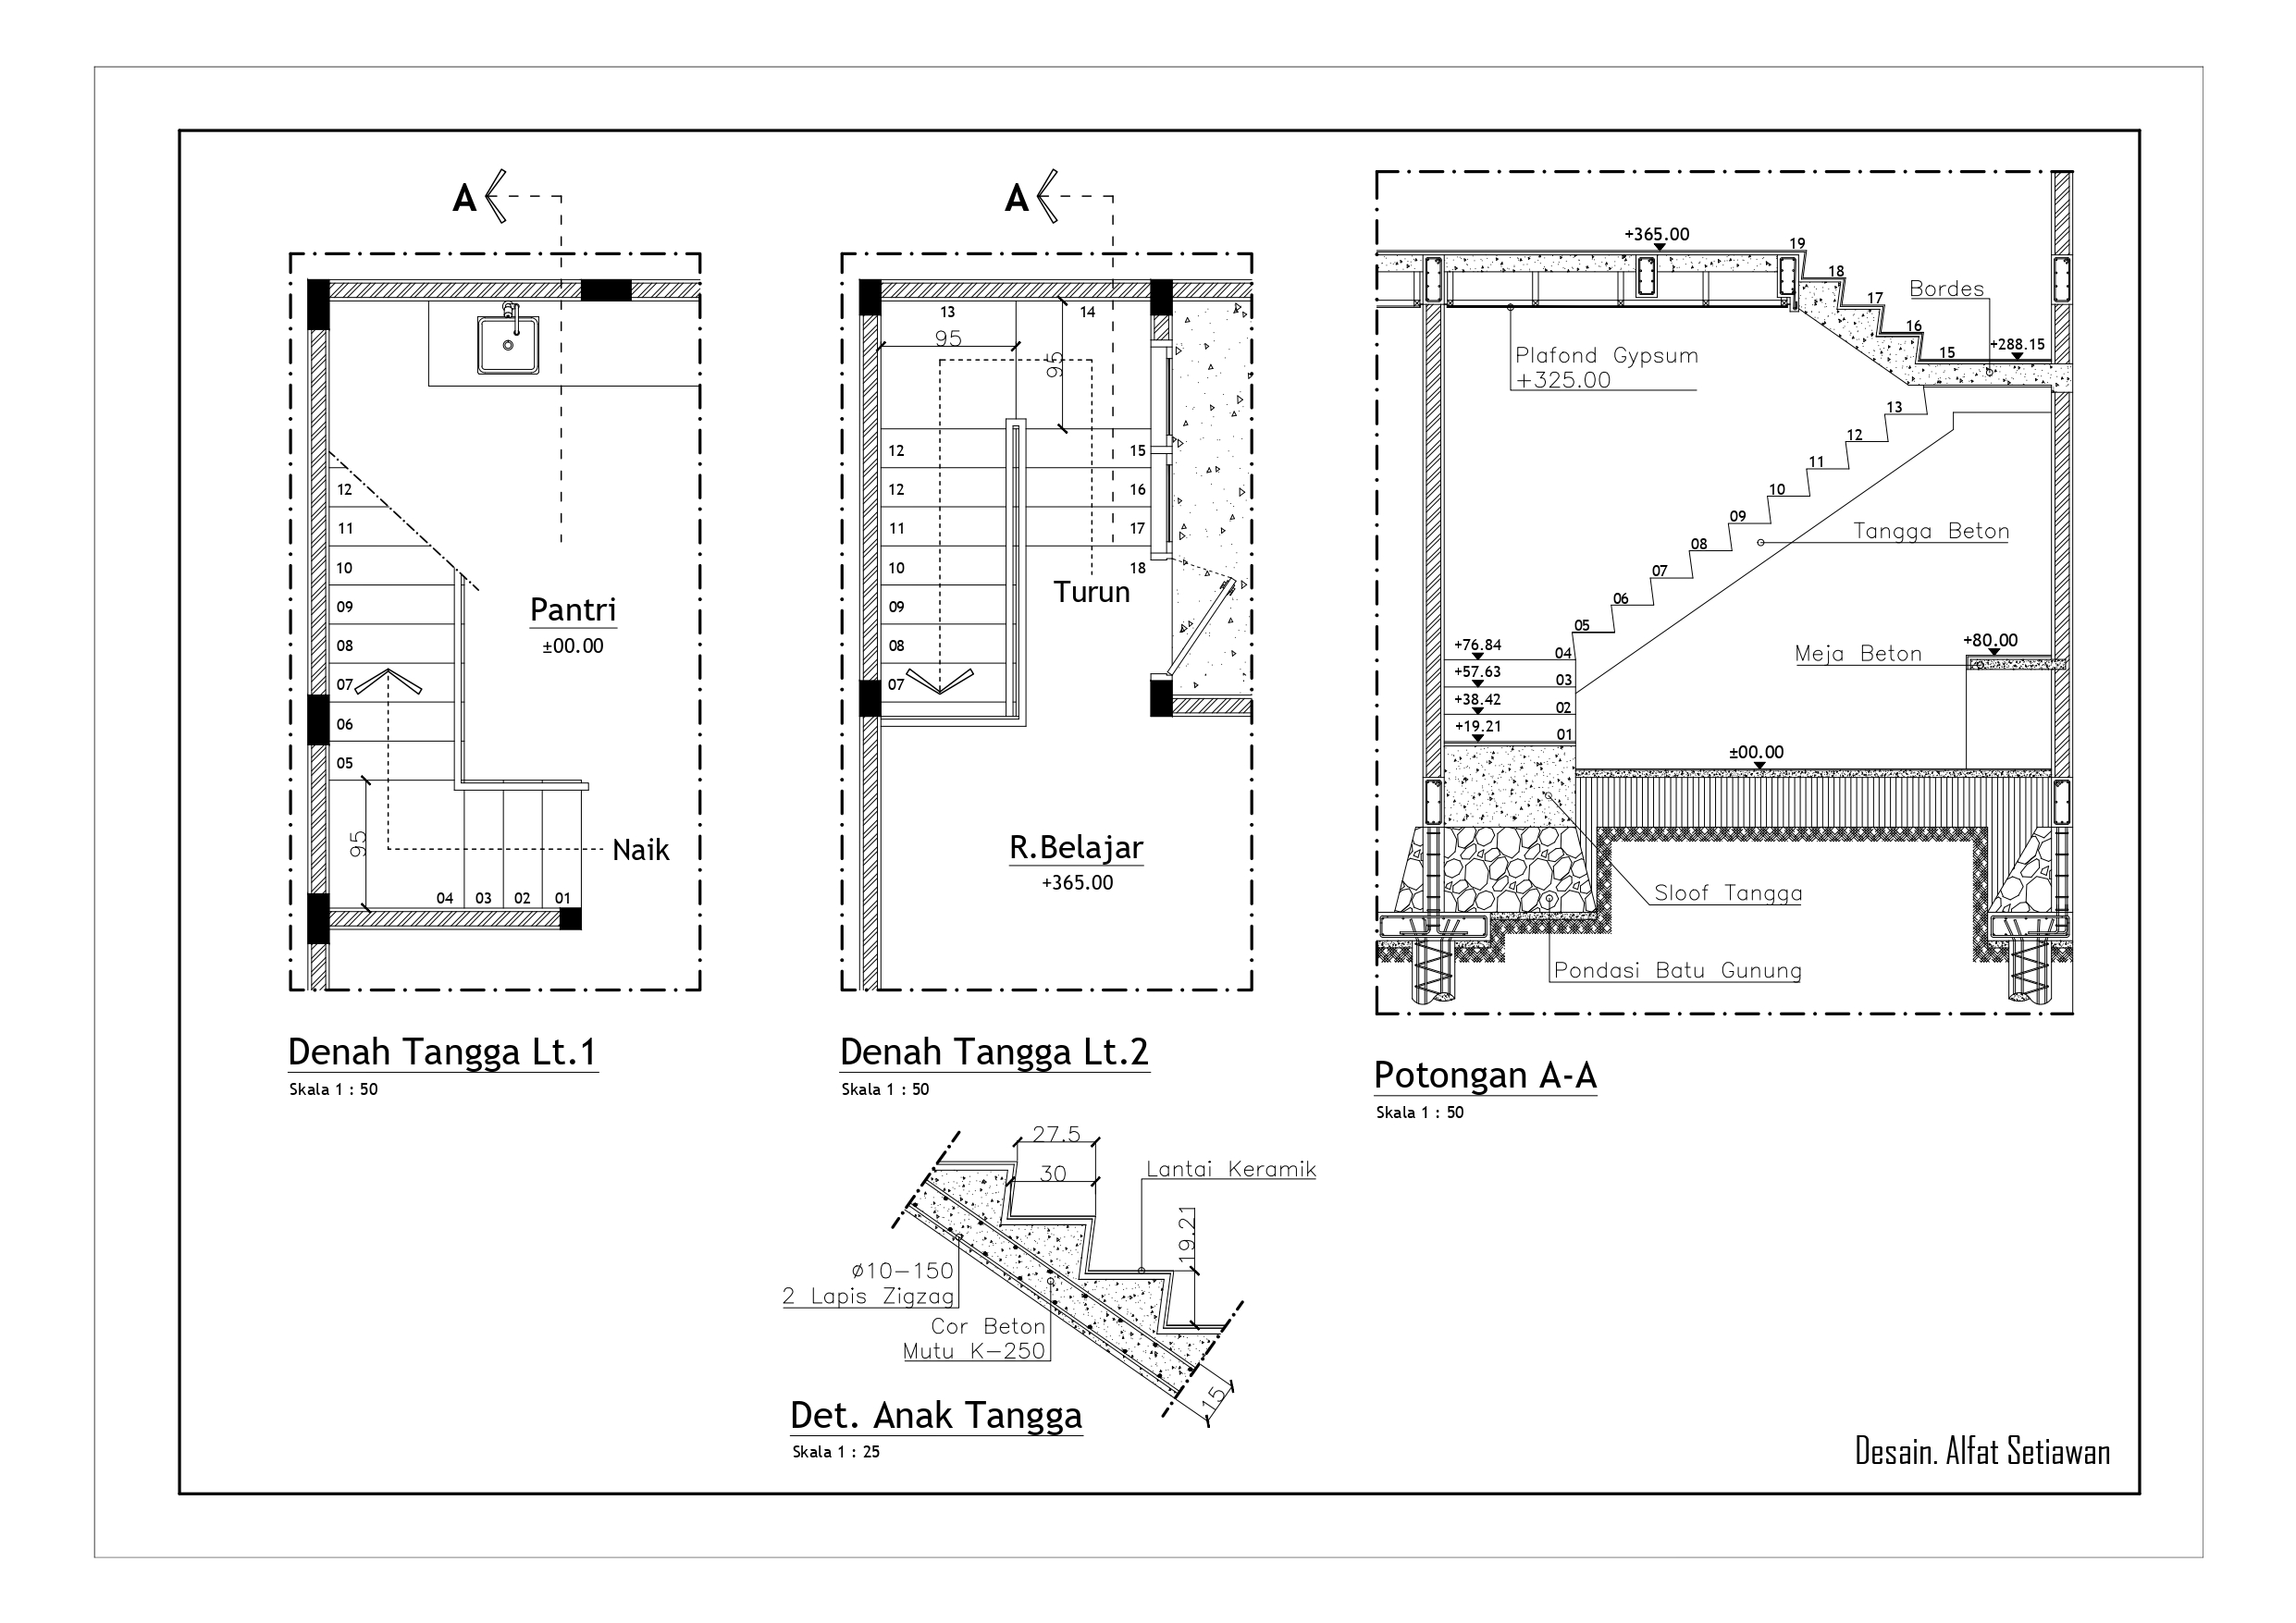 A
12
11
10
09
08
07
06
05
Pantri
±00.00
95
Naik
04 03 02 01
Denah Tangga Lt.1
Skala 1 : 50
A
13 14
95
95
12 15
12 16
11 17
10 18
Turun
09
08
07
R.Belajar
+365.00
Denah Tangga Lt.2
Skala 1 : 50
+365.00
19
18
Bordes
17
16
15 +288.15
Plafond Gypsum
+325.00
13
12
11
10
09
Tangga Beton
08
07
06
05
+76.84 04
+57.63 03
+38.42 02
+19.21 01
+80.00
Meja Beton
±00.00
Sloof Tangga
Pondasi Batu Gunung
Potongan A-A
Skala 1 : 50
27.5
30
Lantai Keramik
19.21
ø10-150
2 Lapis Zigzag
Cor Beton
Mutu K-250
15
Det. Anak Tangga
Skala 1 : 25
Desain. Alfat Setiawan